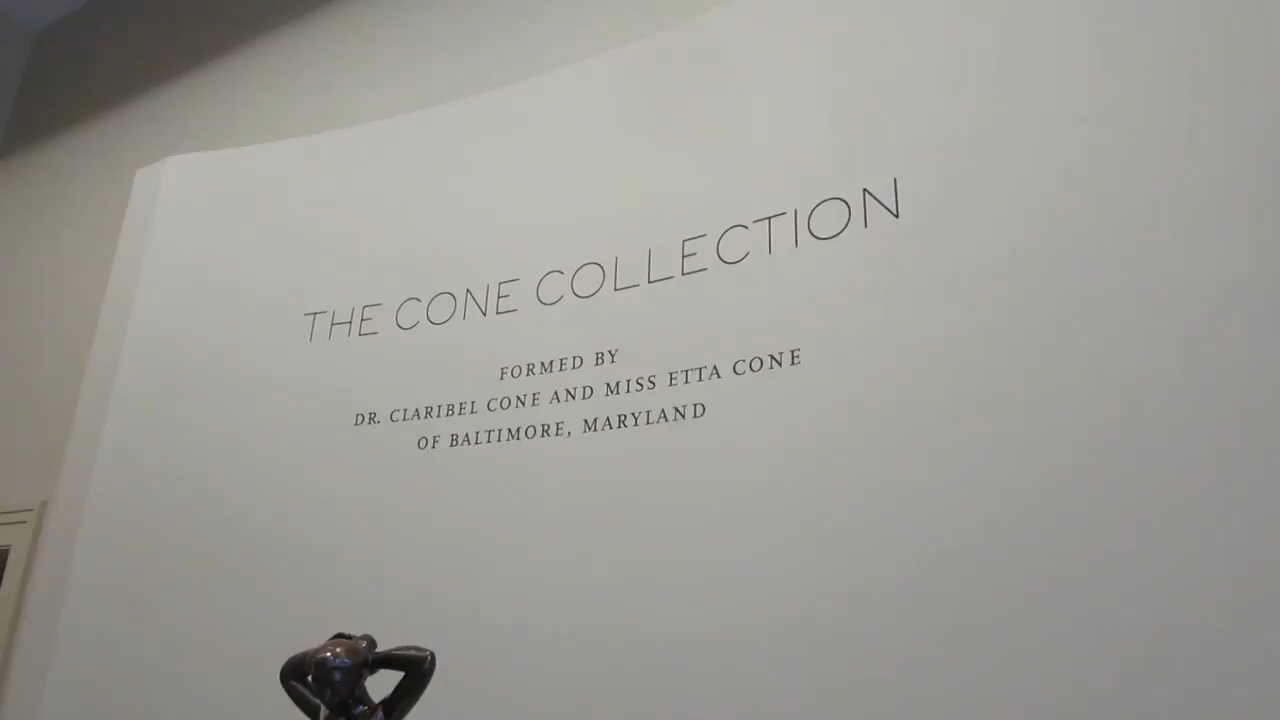 THE CONE COLLECTION
FORMED BY
DR. CLARIBEL CONE AND MISS ETTA CONE
OF BALTIMORE, MARYLAND